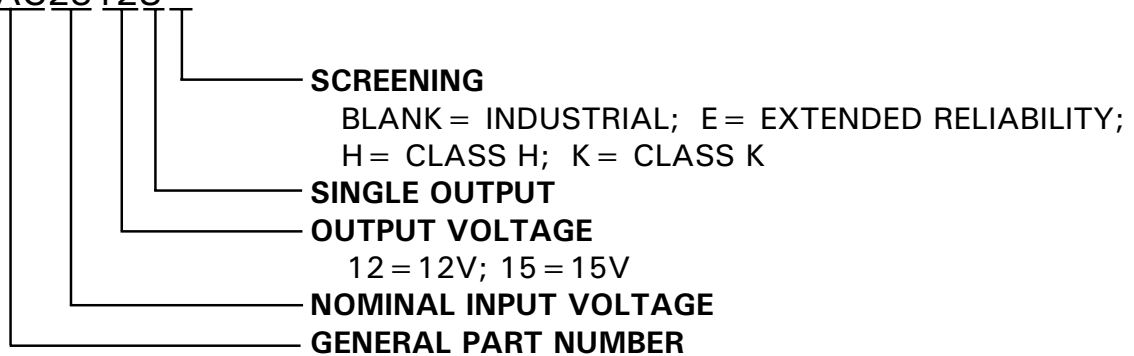 SCREENING
BLANK = INDUSTRIAL; E = EXTENDED RELIABILITY;
H = CLASS H; K = CLASS K
SINGLE OUTPUT
OUTPUT VOLTAGE
12 = 12V; 15 = 15V
NOMINAL INPUT VOLTAGE
GENERAL PART NUMBER